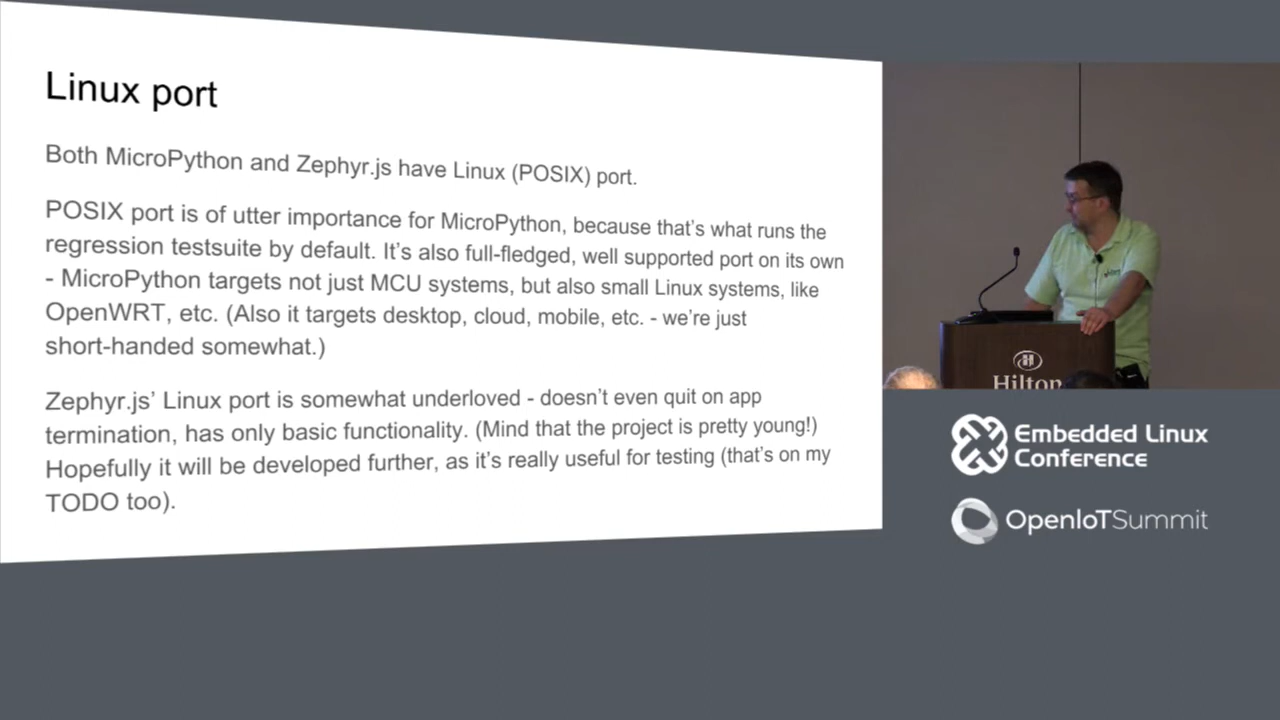 Linux port
Both MicroPython and Zephyr.js have Linux (POSIX) port.
POSIX port is of utter importance for MicroPython, because that's what runs the
regression testsuite by default. It's also full-fledged, well supported port on its own
- MicroPython targets not just MCU systems, but also small Linux systems, like
OpenWRT, etc. (Also it targets desktop, cloud, mobile, etc. - we're just
short-handed somewhat.)
Zephyr.js' Linux port is somewhat underloved - doesn't even quit on app
termination, has only basic functionality. (Mind that the project is pretty young!)
Hopefully it will be developed further, as it's really useful for testing (that's on my
TODO too).
Hilton
Embedded Linux
Conference
OpenIoTSummit